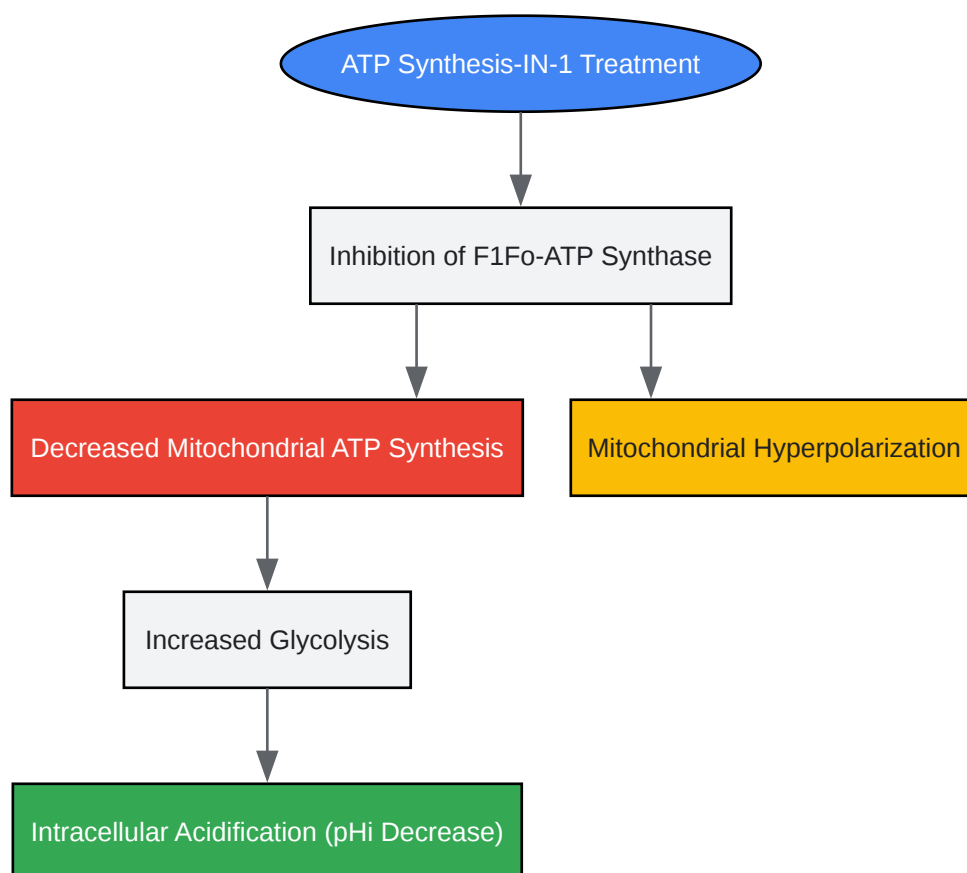 ATP Synthesis-IN-1 Treatment
Inhibition of F1Fo-ATP Synthase
Decreased Mitochondrial ATP Synthesis
Mitochondrial Hyperpolarization
Increased Glycolysis
Intracellular Acidification (pHi Decrease)